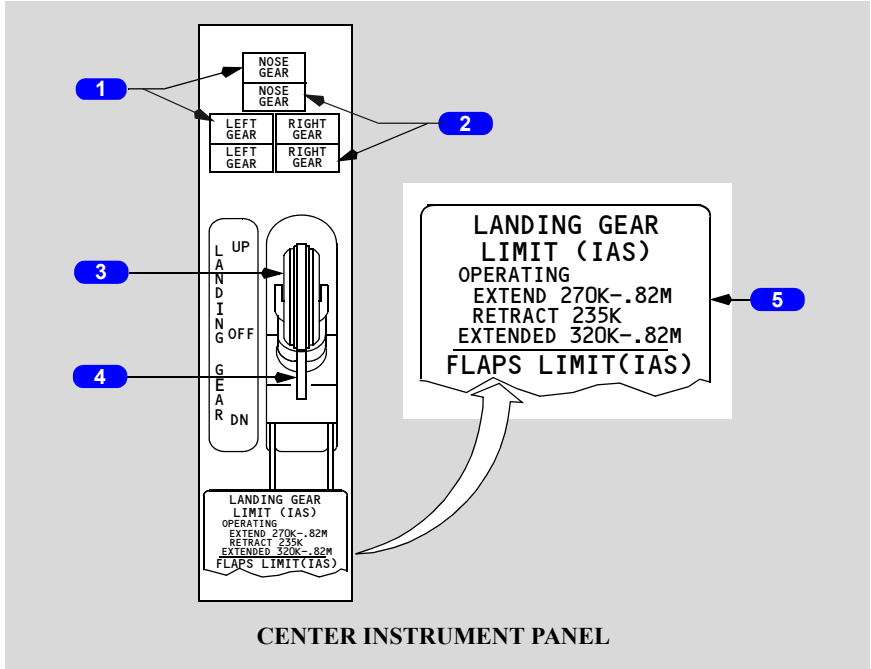 NOSE
GEAR
NOSE
GEAR
1
2
LEFT
GEAR
RIGHT
GEAR
LEFT
GEAR
RIGHT
GEAR
LANDING GEAR
UP
OFF
DN
3
4
LANDING GEAR
LIMIT (IAS)
OPERATING
EXTEND 270K-.82M
RETRACT 235K
EXTENDED 320K-.82M
FLAPS LIMIT(IAS)
5
LANDING GEAR
LIMIT (IAS)
OPERATING
EXTEND 270K-.82M
RETRACT 235K
EXTENDED 320K-.82M
FLAPS LIMIT(IAS)
CENTER INSTRUMENT PANEL